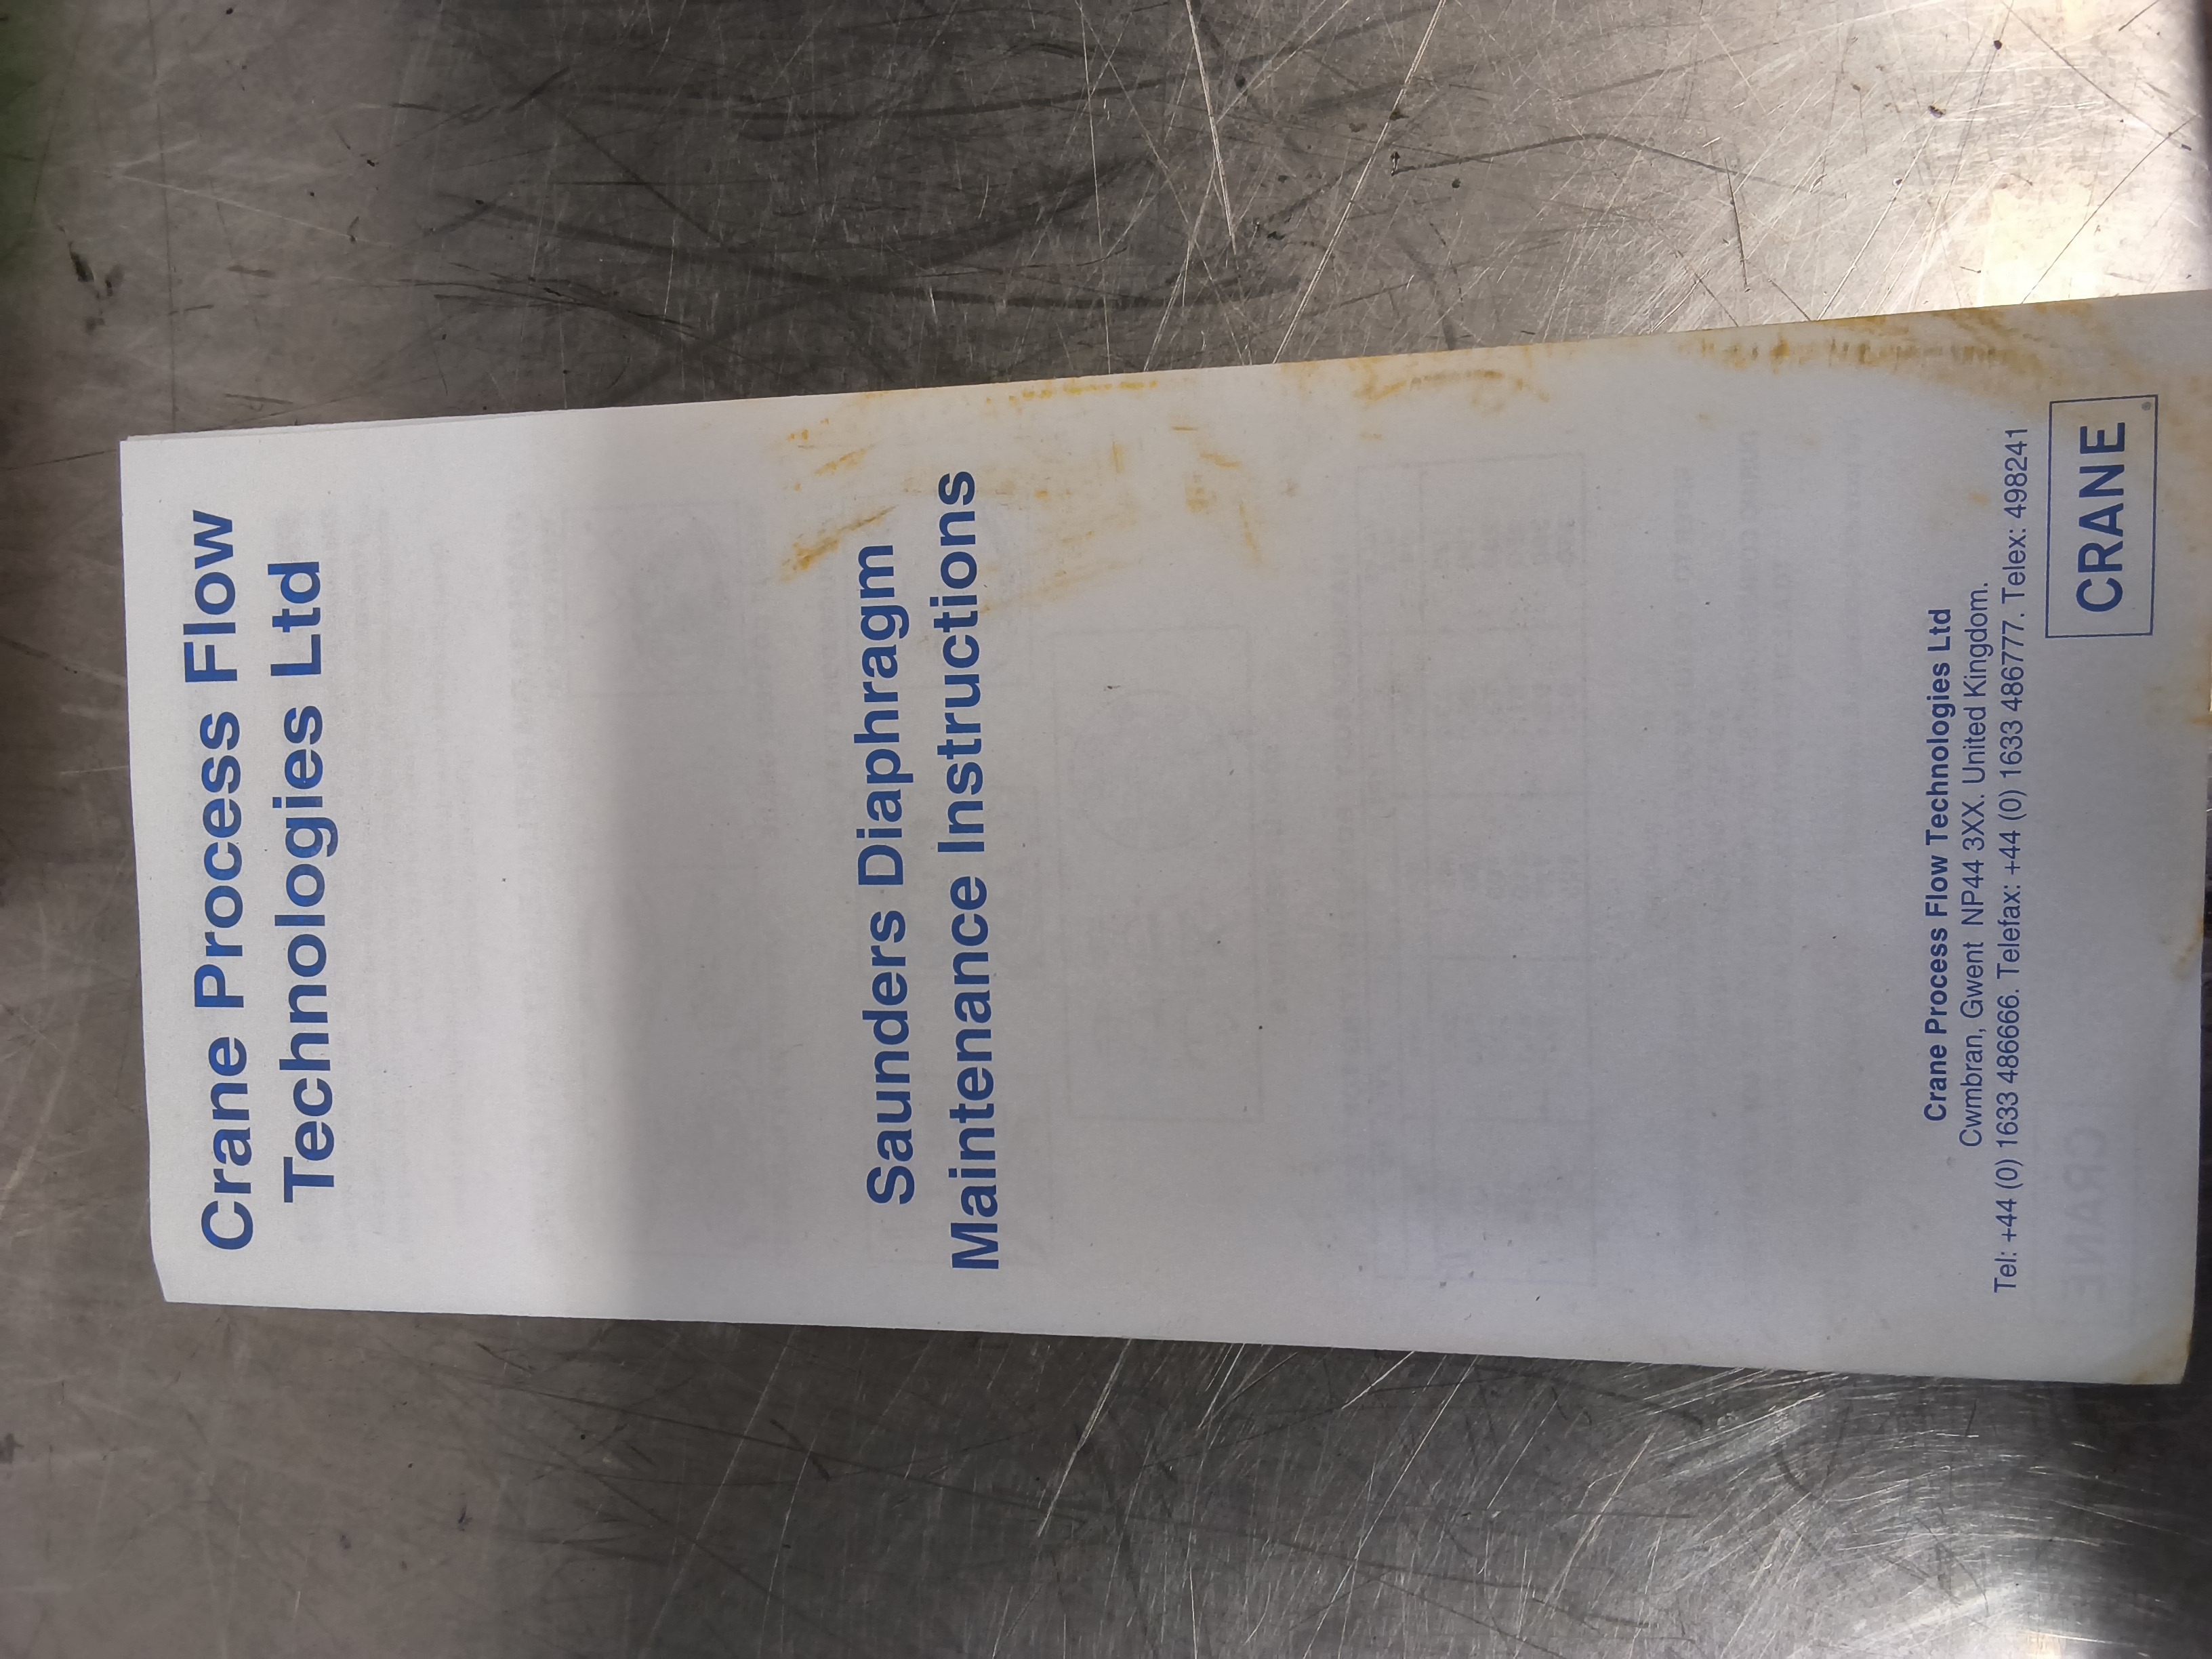 Crane Process Flow
Technologies Ltd
Saunders Diaphragm
Maintenance Instructions
Crane Process Flow Technologies Ltd
Cwmbran, Gwent NP44 3XX. United Kingdom.
Tel: +44 (0) 1633 486666. Telefax: +44 (0) 1633 486777. Telex: 498241
CRANE